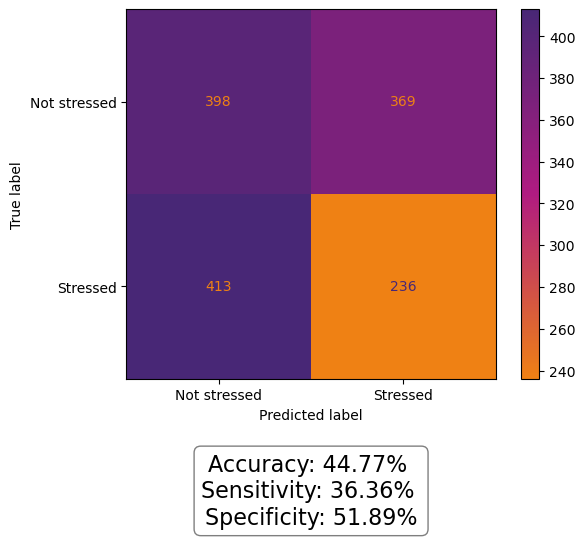 Not stressed
398
369
True label
Stressed
413
236
Not stressed
Stressed
Predicted label
400
380
360
340
320
300
280
260
240
Accuracy: 44.77%
Sensitivity: 36.36%
Specificity: 51.89%